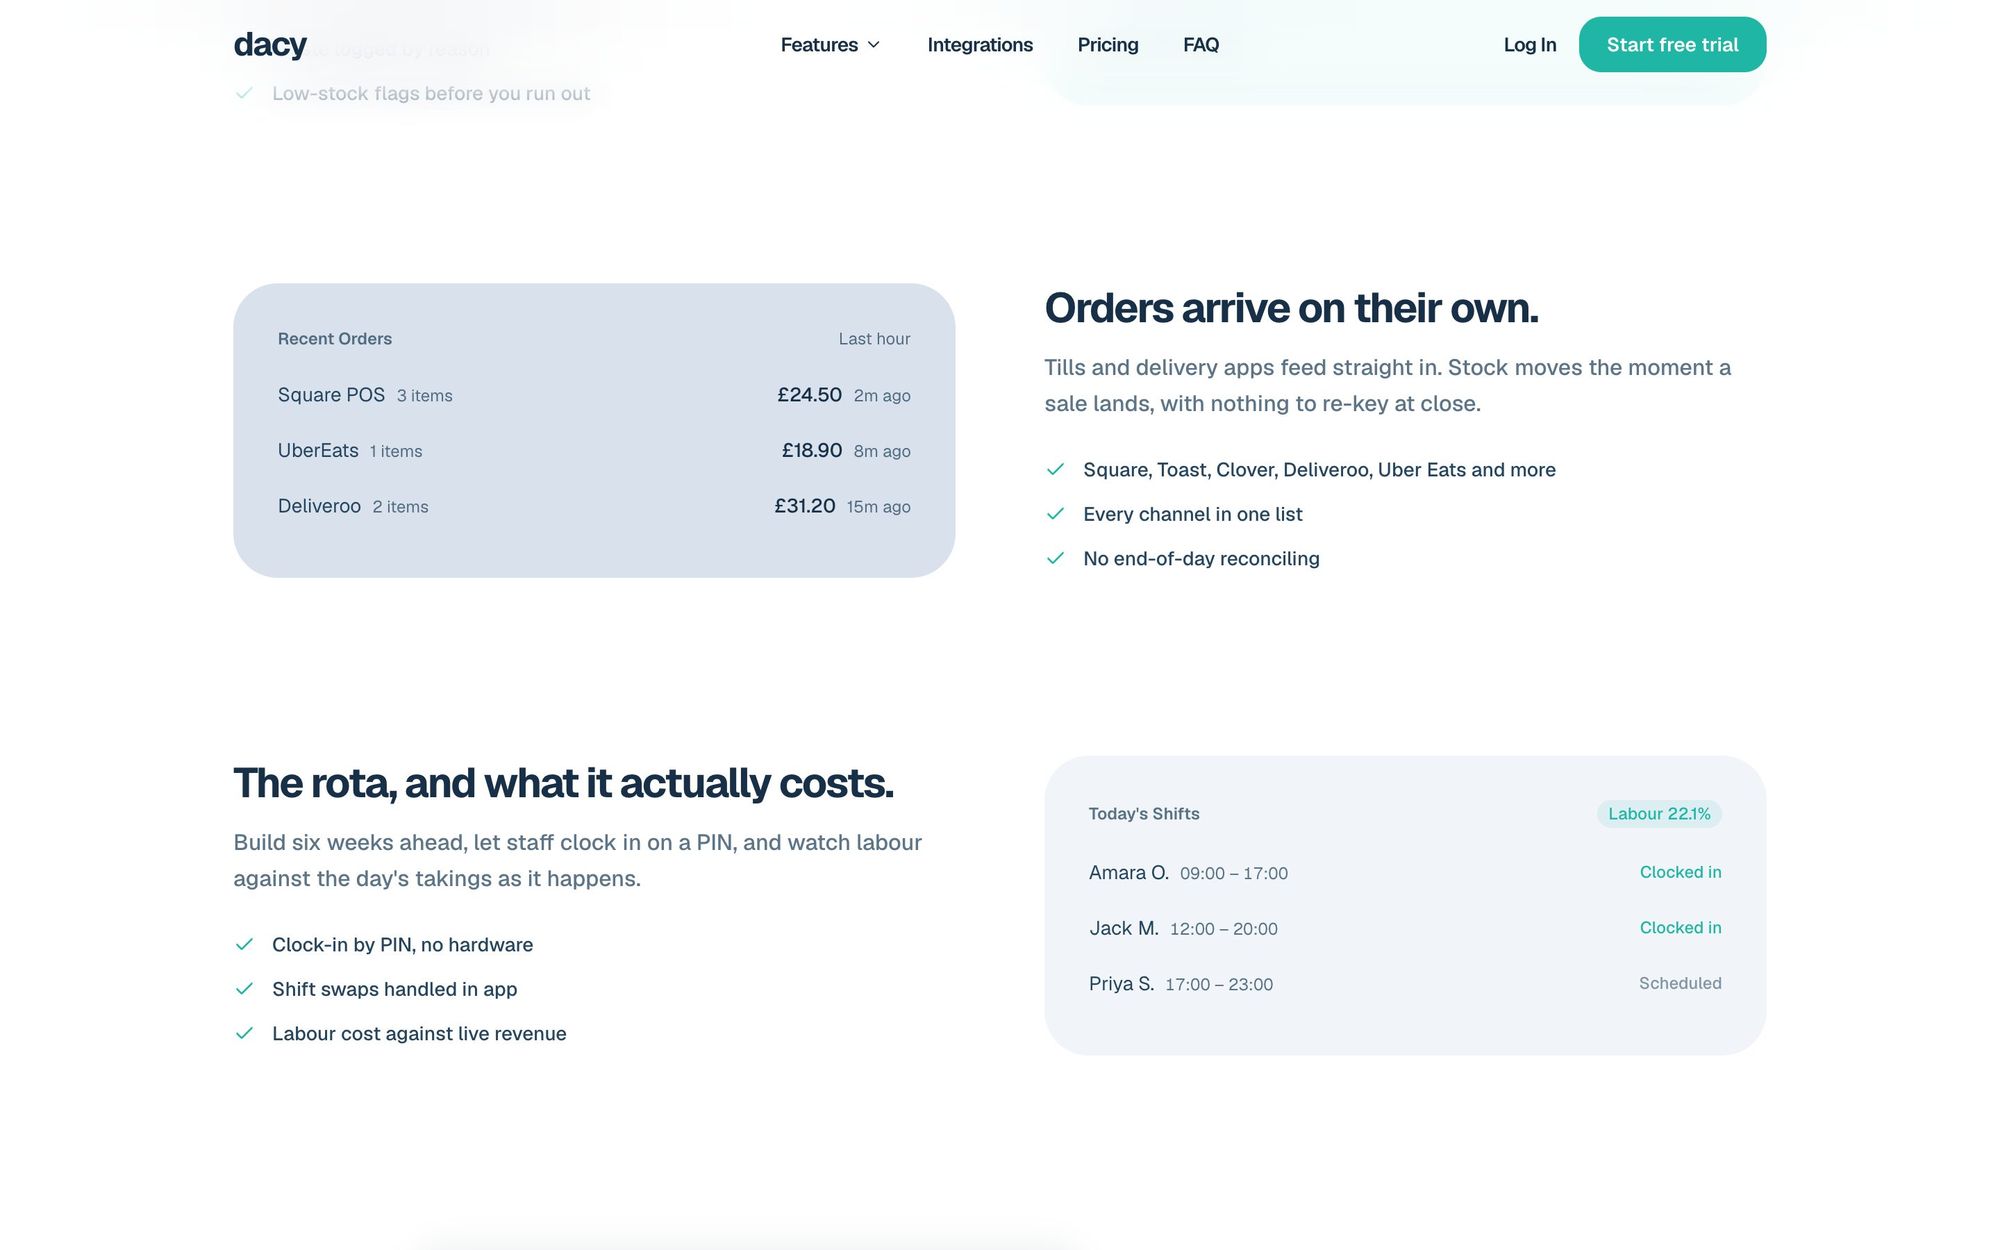 dacy
Features
Integrations
Pricing
FAQ
Log In
Start free trial
logged by reason
Low-stock flags before you run out
Recent Orders
Last hour
Square POS 3 items £24.50 2m ago
UberEats 1 items £18.90 8m ago
Deliveroo 2 items £31.20 15m ago
Orders arrive on their own.
Tills and delivery apps feed straight in. Stock moves the moment a
sale lands, with nothing to re-key at close.
Square, Toast, Clover, Deliveroo, Uber Eats and more
Every channel in one list
No end-of-day reconciling
The rota, and what it actually costs.
Build six weeks ahead, let staff clock in on a PIN, and watch labour
against the day's takings as it happens.
Clock-in by PIN, no hardware
Shift swaps handled in app
Labour cost against live revenue
Today's Shifts
Labour 22.1%
Amara O. 09:00 – 17:00 Clocked in
Jack M. 12:00 – 20:00 Clocked in
Priya S. 17:00 – 23:00 Scheduled